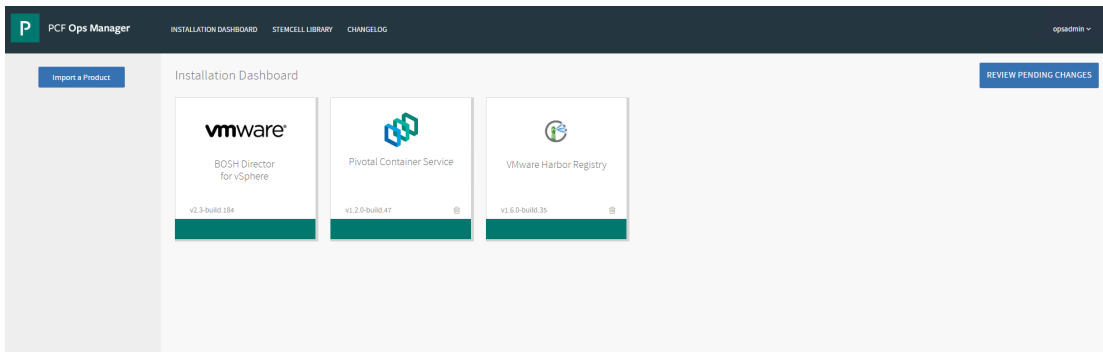 P PCF Ops Manager INSTALLATION DASHBOARD STEMCELL LIBRARY CHANGELOG opsadmin
Import a Product
Installation Dashboard
REVIEW PENDING CHANGES
vmware®
BOSH Director
for vSphere
v2.3-build.184
Pivotal Container Service
v1.2.0-build.47
VMware Harbor Registry
v1.6.0-build.35